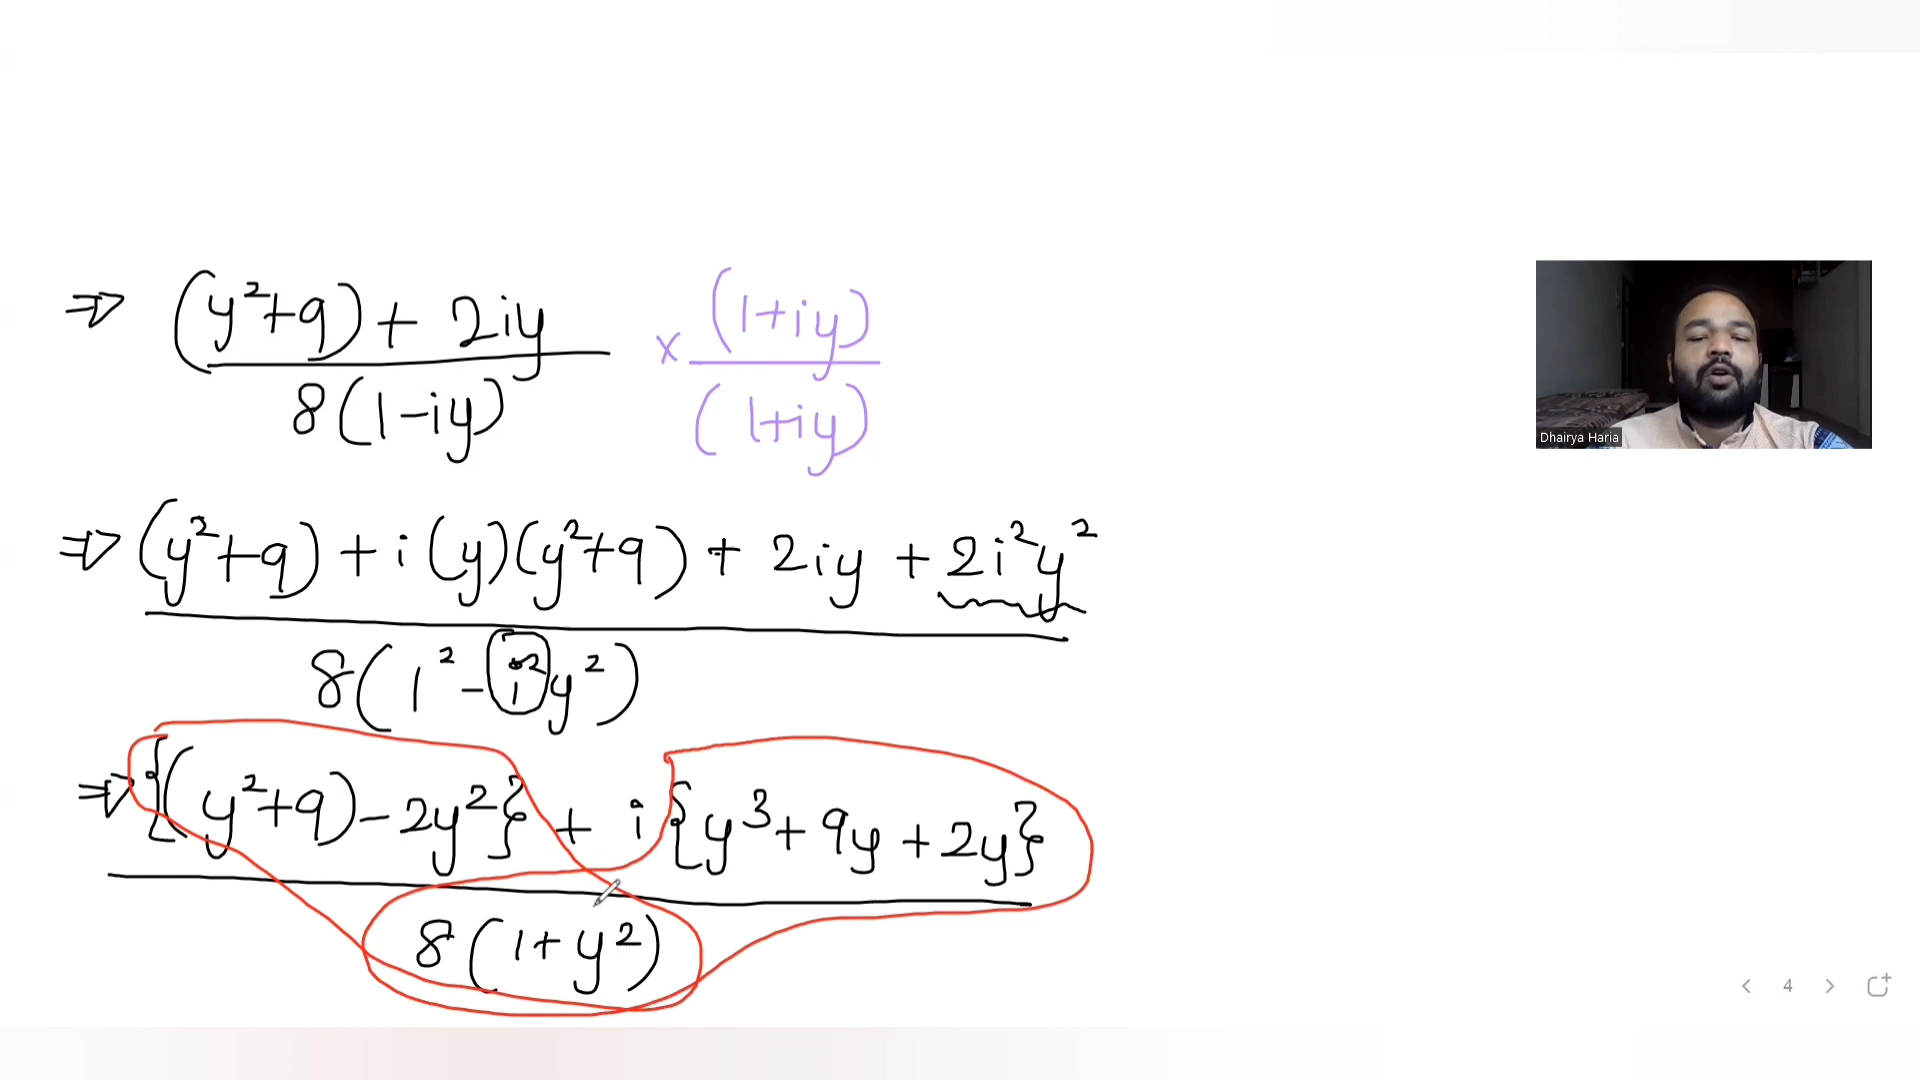 ⇒ (y²+9) + 2iy × (1+iy)
8(1-iy) (1+iy)
⇒ (y²+9) + i(y)(y²+9) + 2iy + 2i²y²
8(1² - i²y²)
⇒ {(y²+9) - 2y²} + i{y³ + 9y + 2y}
8(1+y²)
Dhairya Haria
4